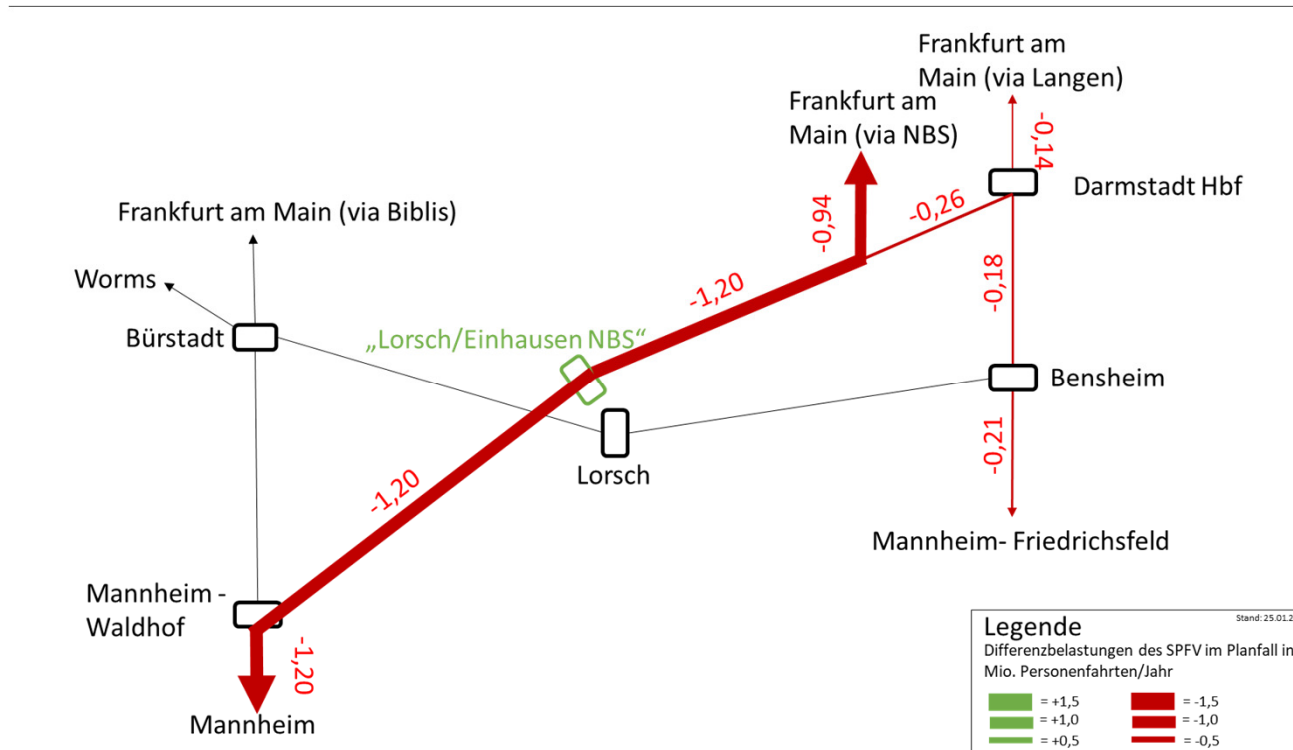 Frankfurt am
Main (via Langen)
Frankfurt am
Main (via NBS)
-0,14
Darmstadt Hbf
-0,94
-0,26
Frankfurt am Main (via Biblis)
-0,18
Worms
-1,20
Bürstadt
„Lorsch/Einhausen NBS“
Bensheim
-0,21
Lorsch
-1,20
Mannheim- Friedrichsfeld
Mannheim -
Waldhof
-1,20
Mannheim
Stand: 25.01.2
Legende
Differenzbelastungen des SPFV im Planfall in
Mio. Personenfahrten/Jahr
= +1,5
= -1,5
= +1,0
= -1,0
= +0,5
= -0,5